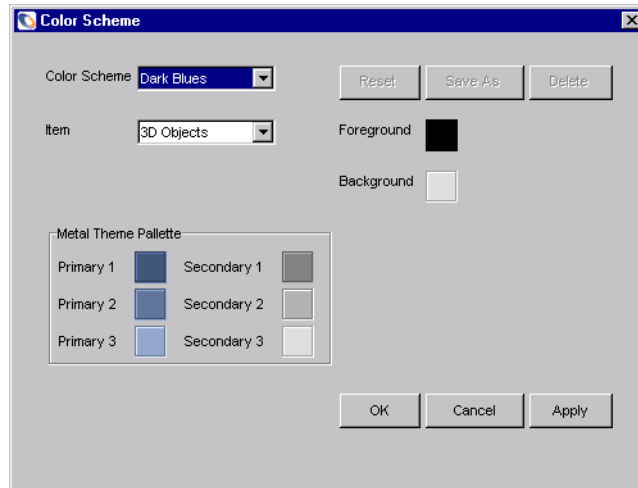 Color Scheme
Color Scheme Dark Blues Reset Save As Delete
Item 3D Objects Foreground
Background
Metal Theme Pallette
Primary 1 Secondary 1
Primary 2 Secondary 2
Primary 3 Secondary 3
OK Cancel Apply